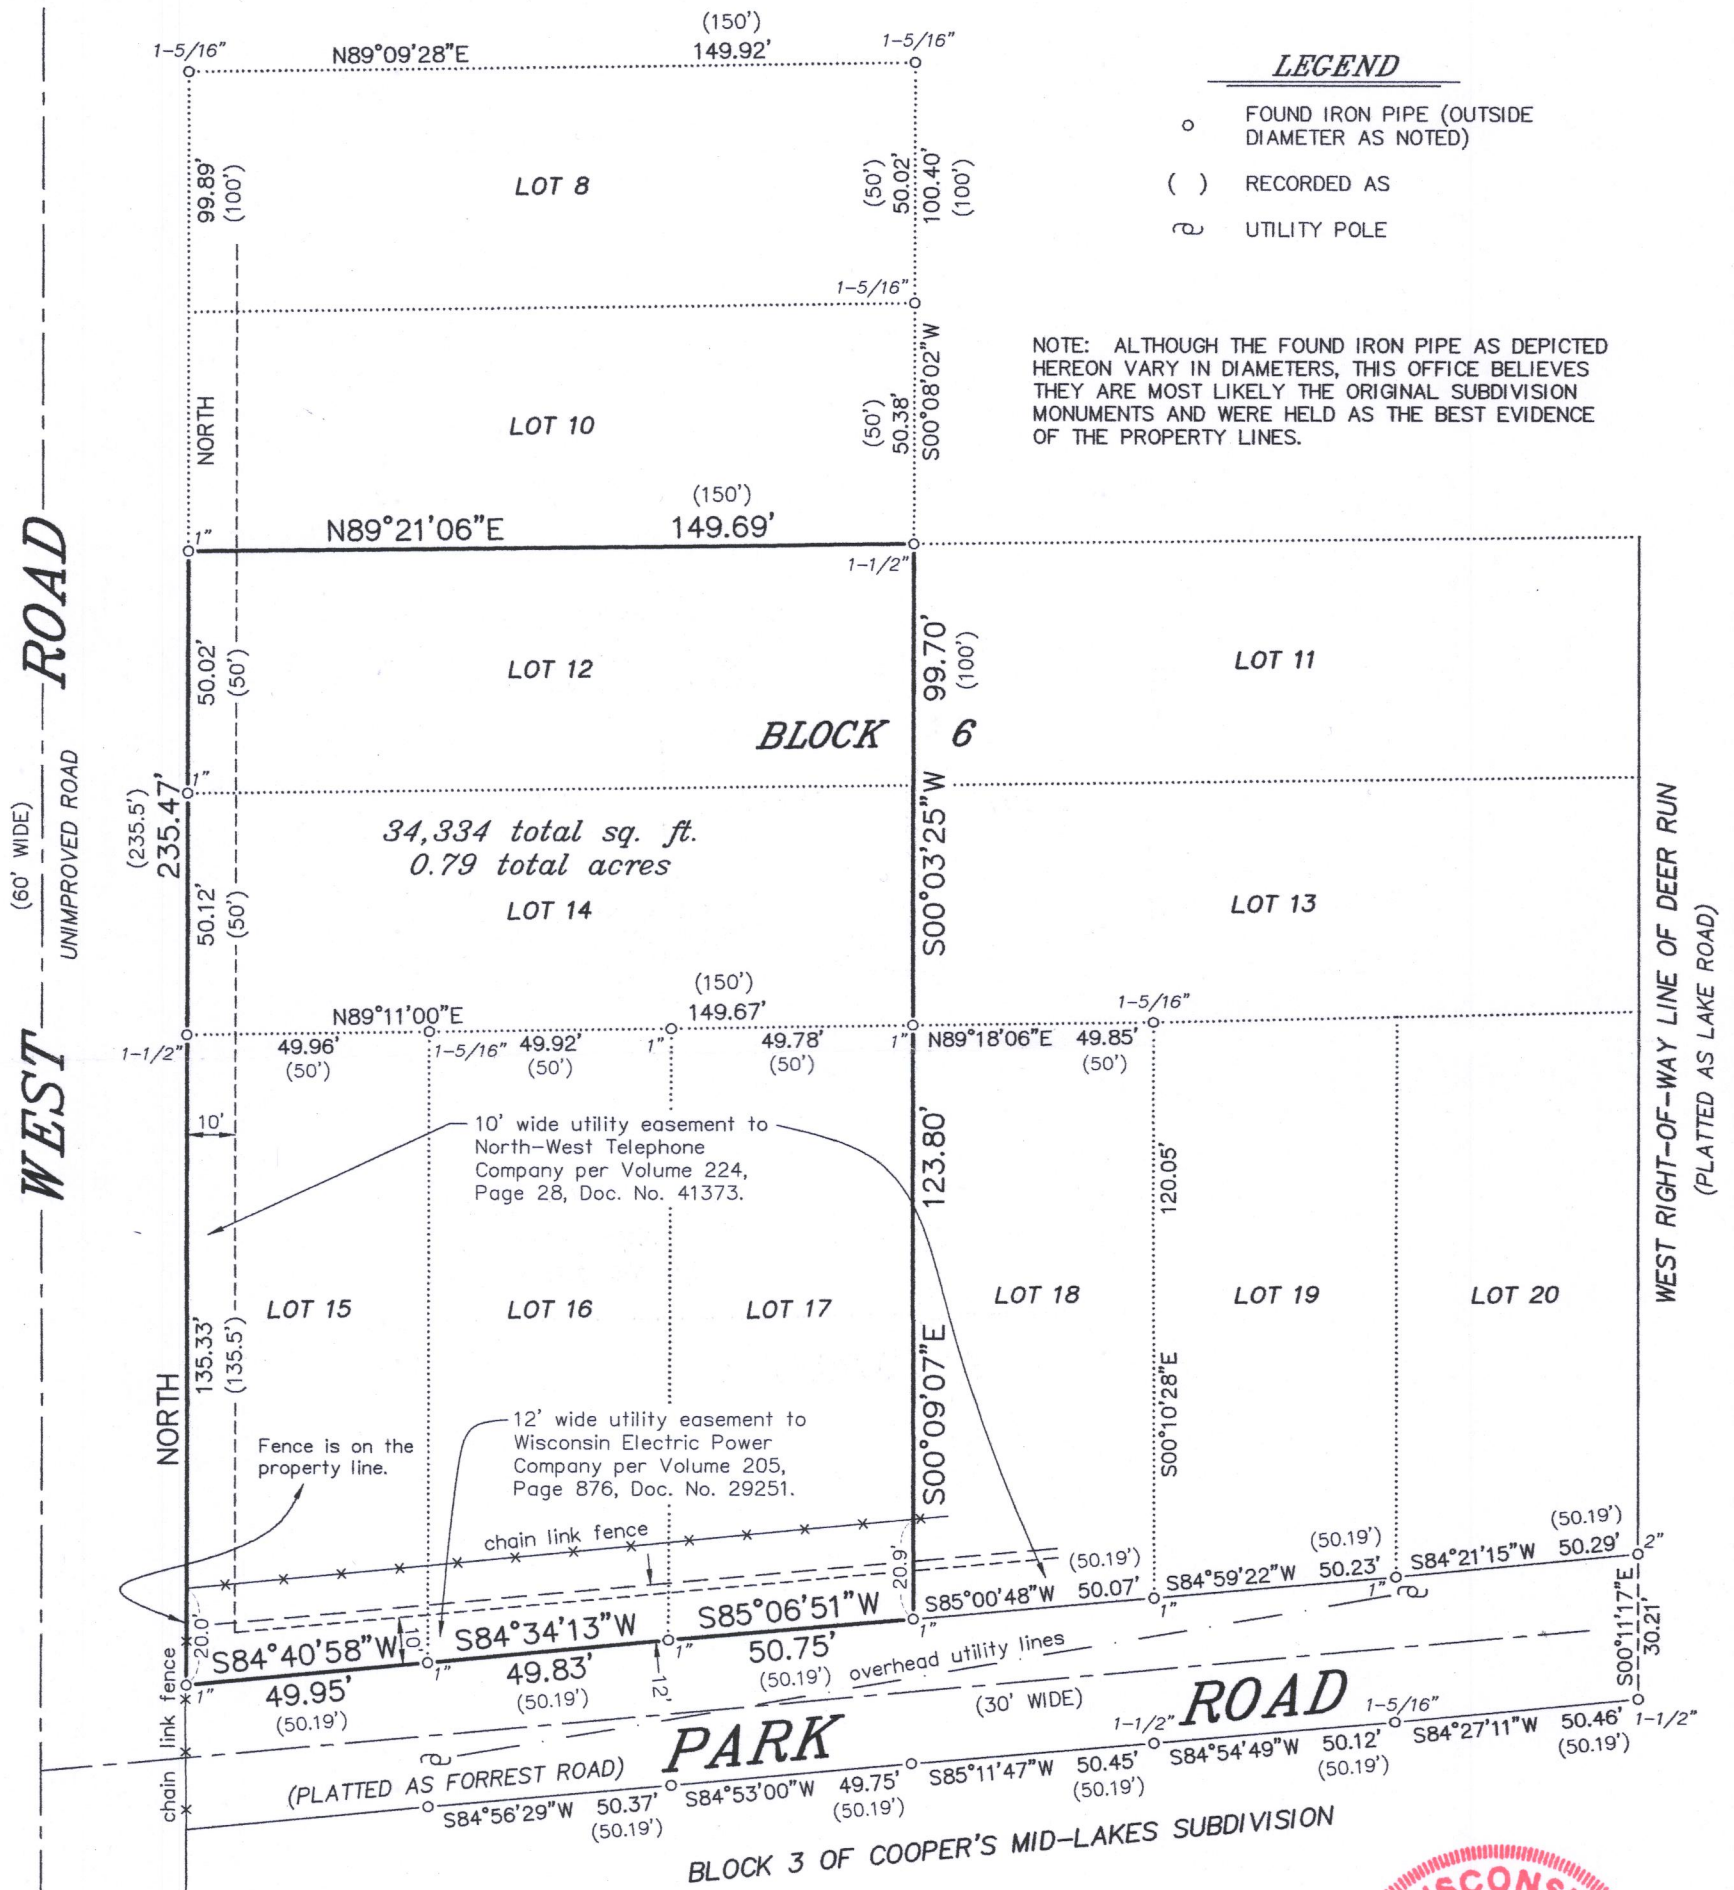 (150')
1-5/16" N89°09'28"E 149.92' 1-5/16"
LEGEND
FOUND IRON PIPE (OUTSIDE
DIAMETER AS NOTED)
( ) RECORDED AS
UTILITY POLE
99.89'
(100')
LOT 8
(50')
50.02'
100.40'
(100')
1-5/16"
NOTE: ALTHOUGH THE FOUND IRON PIPE AS DEPICTED
HEREON VARY IN DIAMETERS, THIS OFFICE BELIEVES
THEY ARE MOST LIKELY THE ORIGINAL SUBDIVISION
MONUMENTS AND WERE HELD AS THE BEST EVIDENCE
OF THE PROPERTY LINES.
NORTH
LOT 10
(50')
50.38'
S00°08'02"W
(150')
1" N89°21'06"E 149.69'
1-1/2"
WEST ROAD
(60' WIDE)
UNIMPROVED ROAD
50.02'
(50')
LOT 12
99.70'
(100')
LOT 11
BLOCK 6
1"
(235.5')
235.47'
34,334 total sq. ft.
0.79 total acres
50.12'
(50')
LOT 14
S00°03'25"W
LOT 13
WEST RIGHT-OF-WAY LINE OF DEER RUN
(PLATTED AS LAKE ROAD)
(150')
N89°11'00"E 149.67' 1-5/16"
1-1/2" 49.96' 1-5/16" 49.92' 1" 49.78' 1" N89°18'06"E 49.85'
(50') (50') (50') (50')
10'
10' wide utility easement to
North-West Telephone
Company per Volume 224,
Page 28, Doc. No. 41373.
123.80'
120.05'
LOT 15 LOT 16 LOT 17 LOT 18 LOT 19 LOT 20
135.33'
(135.5')
NORTH
S00°09'07"E
S00°10'28"E
Fence is on the
property line.
12' wide utility easement to
Wisconsin Electric Power
Company per Volume 205,
Page 876, Doc. No. 29251.
chain link fence
20.0'
20.9'
(50.19') (50.19') (50.19')
S85°00'48"W 50.07' S84°59'22"W 50.23' S84°21'15"W 50.29' 2"
1" 1" 1"
S84°40'58"W 10' S84°34'13"W S85°06'51"W
1" 49.95' 1" 49.83' 1" 50.75'
(50.19') (50.19') (50.19')
12'
S00°11'17"E
30.21'
chain link fence
chain link fence
overhead utility lines
(30' WIDE)
PARK ROAD
(PLATTED AS FORREST ROAD)
1-1/2" 1-5/16" 1-1/2"
S84°56'29"W 50.37' S84°53'00"W 49.75' S85°11'47"W 50.45' S84°54'49"W 50.12' S84°27'11"W 50.46'
(50.19') (50.19') (50.19') (50.19') (50.19')
BLOCK 3 OF COOPER'S MID-LAKES SUBDIVISION